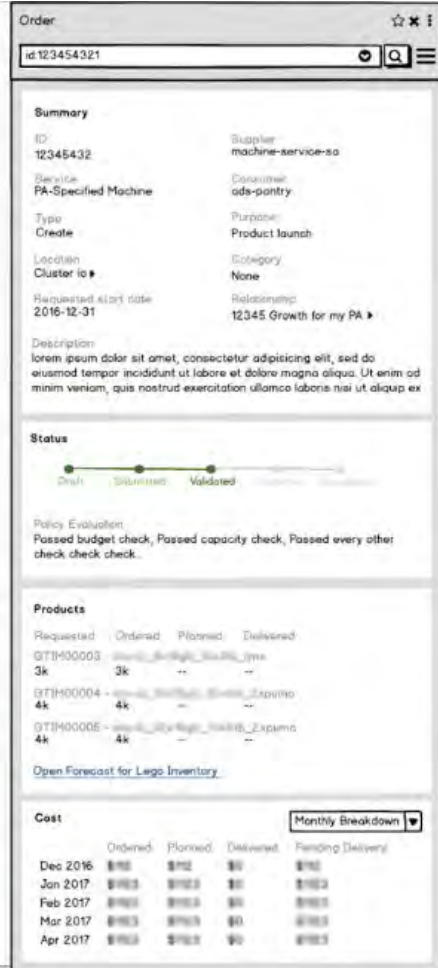 Order
id:123454321
Summary
ID
12345432
Supplier
machine-service-so
Service
PA-Specified Machine
Consumer
ads-pantry
Type
Create
Purpose
Product launch
Location
Cluster io
Category
None
Requested start date
2016-12-31
Relationship
12345 Growth for my PA
Description
lorem ipsum dolor sit amet, consectetur adipisicing elit, sed do
eiusmod tempor incididunt ut labore et dolore magna aliqua. Ut enim ad
minim veniam, quis nostrud exercitation ullamco laboris nisi ut aliquip ex
Status
Draft Submitted Validated
Policy Evaluation
Passed budget check, Passed capacity check, Passed every other
check check check..
Products
Requested Ordered Planned Delivered
GTIM00003 -
3k 3k -- --
GTIM00004 -
4k 4k -- --
GTIM00005 -
4k 4k -- --
Open Forecast for Lego Inventory
Cost
Monthly Breakdown
Ordered Planned Delivered Pending Delivery
Dec 2016
Jan 2017
Feb 2017
Mar 2017 $0
Apr 2017